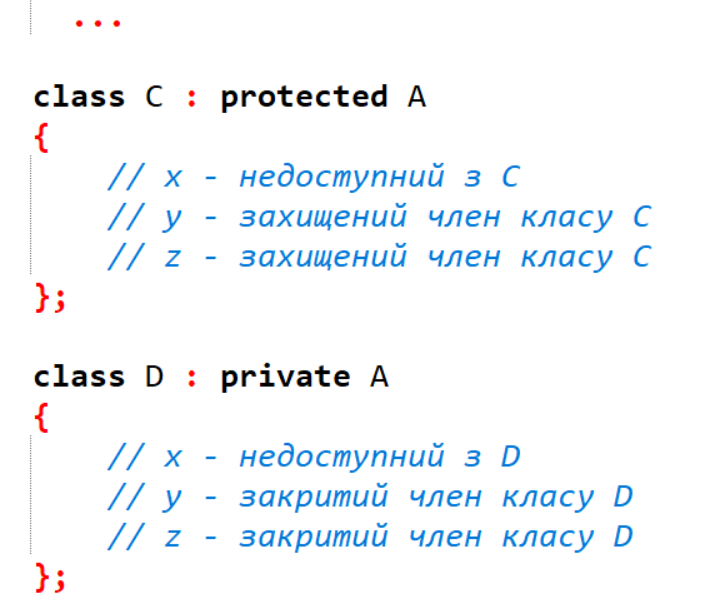 ...
class C : protected A
{
// x - недоступний з C
// y - захищений член класу C
// z - захищений член класу C
};
class D : private A
{
// x - недоступний з D
// y - закритий член класу D
// z - закритий член класу D
};